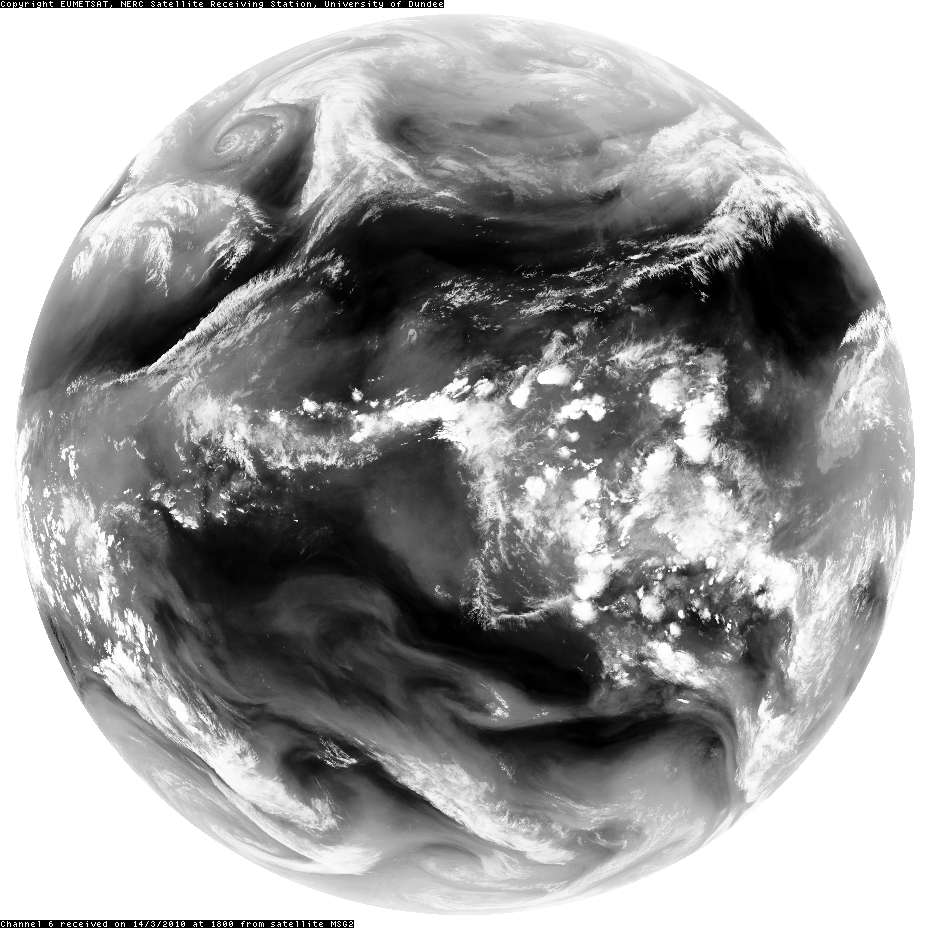 Copyright EUMETSAT, NERC Satellite Receiving Station, University of Dundee
Channel 6 received on 14/3/2010 at 1800 from satellite MSG2